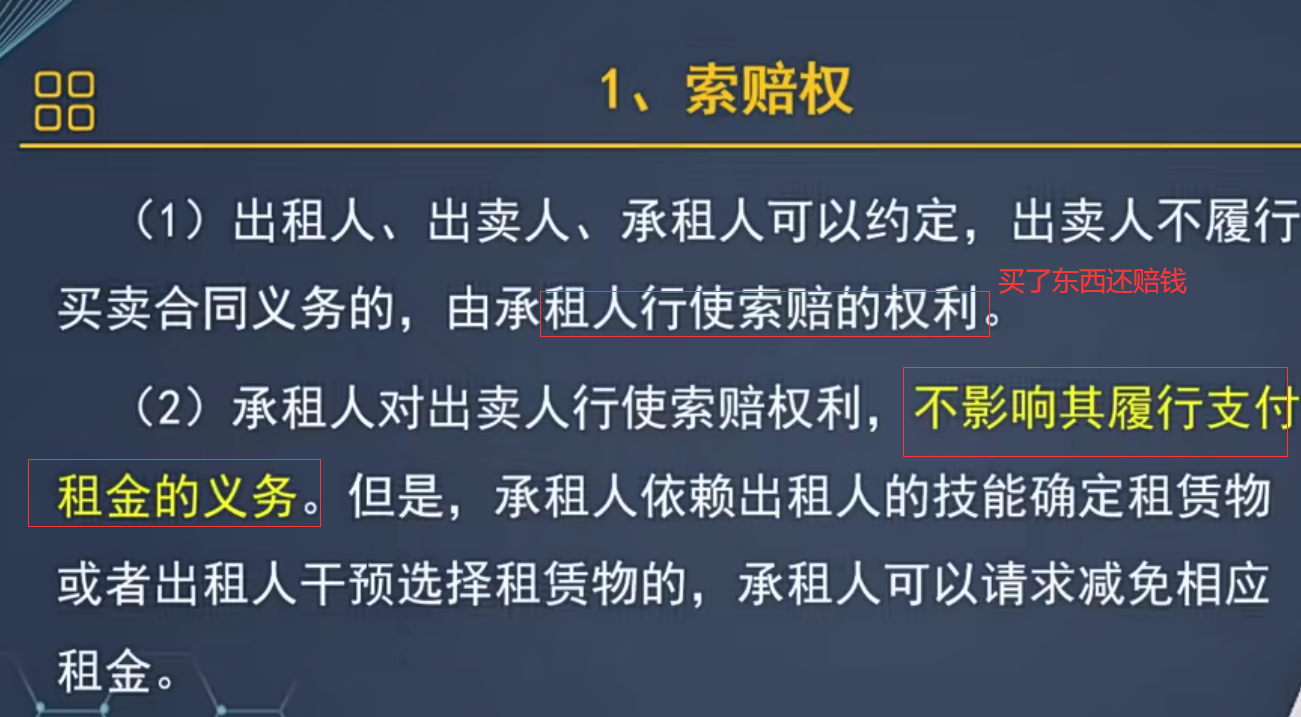 1、索赔权
（1）出租人、出卖人、承租人可以约定，出卖人不履行
买卖合同义务的，由承租人行使索赔的权利。
买了东西还赔钱
（2）承租人对出卖人行使索赔权利，不影响其履行支付
租金的义务。但是，承租人依赖出租人的技能确定租赁物
或者出租人干预选择租赁物的，承租人可以请求减免相应
租金。